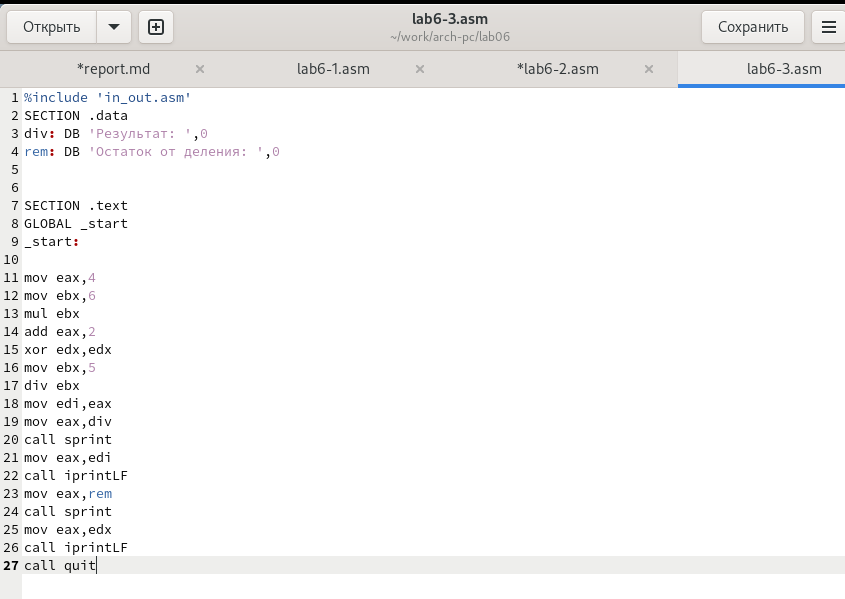 Открыть
lab6-3.asm
~/work/arch-pc/lab06
Сохранить
*report.md ×
lab6-1.asm ×
*lab6-2.asm ×
lab6-3.asm
1 %include 'in_out.asm'
2 SECTION .data
3 div: DB 'Результат: ',0
4 rem: DB 'Остаток от деления: ',0
5
6
7 SECTION .text
8 GLOBAL _start
9 _start:
10
11 mov eax,4
12 mov ebx,6
13 mul ebx
14 add eax,2
15 xor edx,edx
16 mov ebx,5
17 div ebx
18 mov edi,eax
19 mov eax,div
20 call sprint
21 mov eax,edi
22 call iprintLF
23 mov eax,rem
24 call sprint
25 mov eax,edx
26 call iprintLF
27 call quit